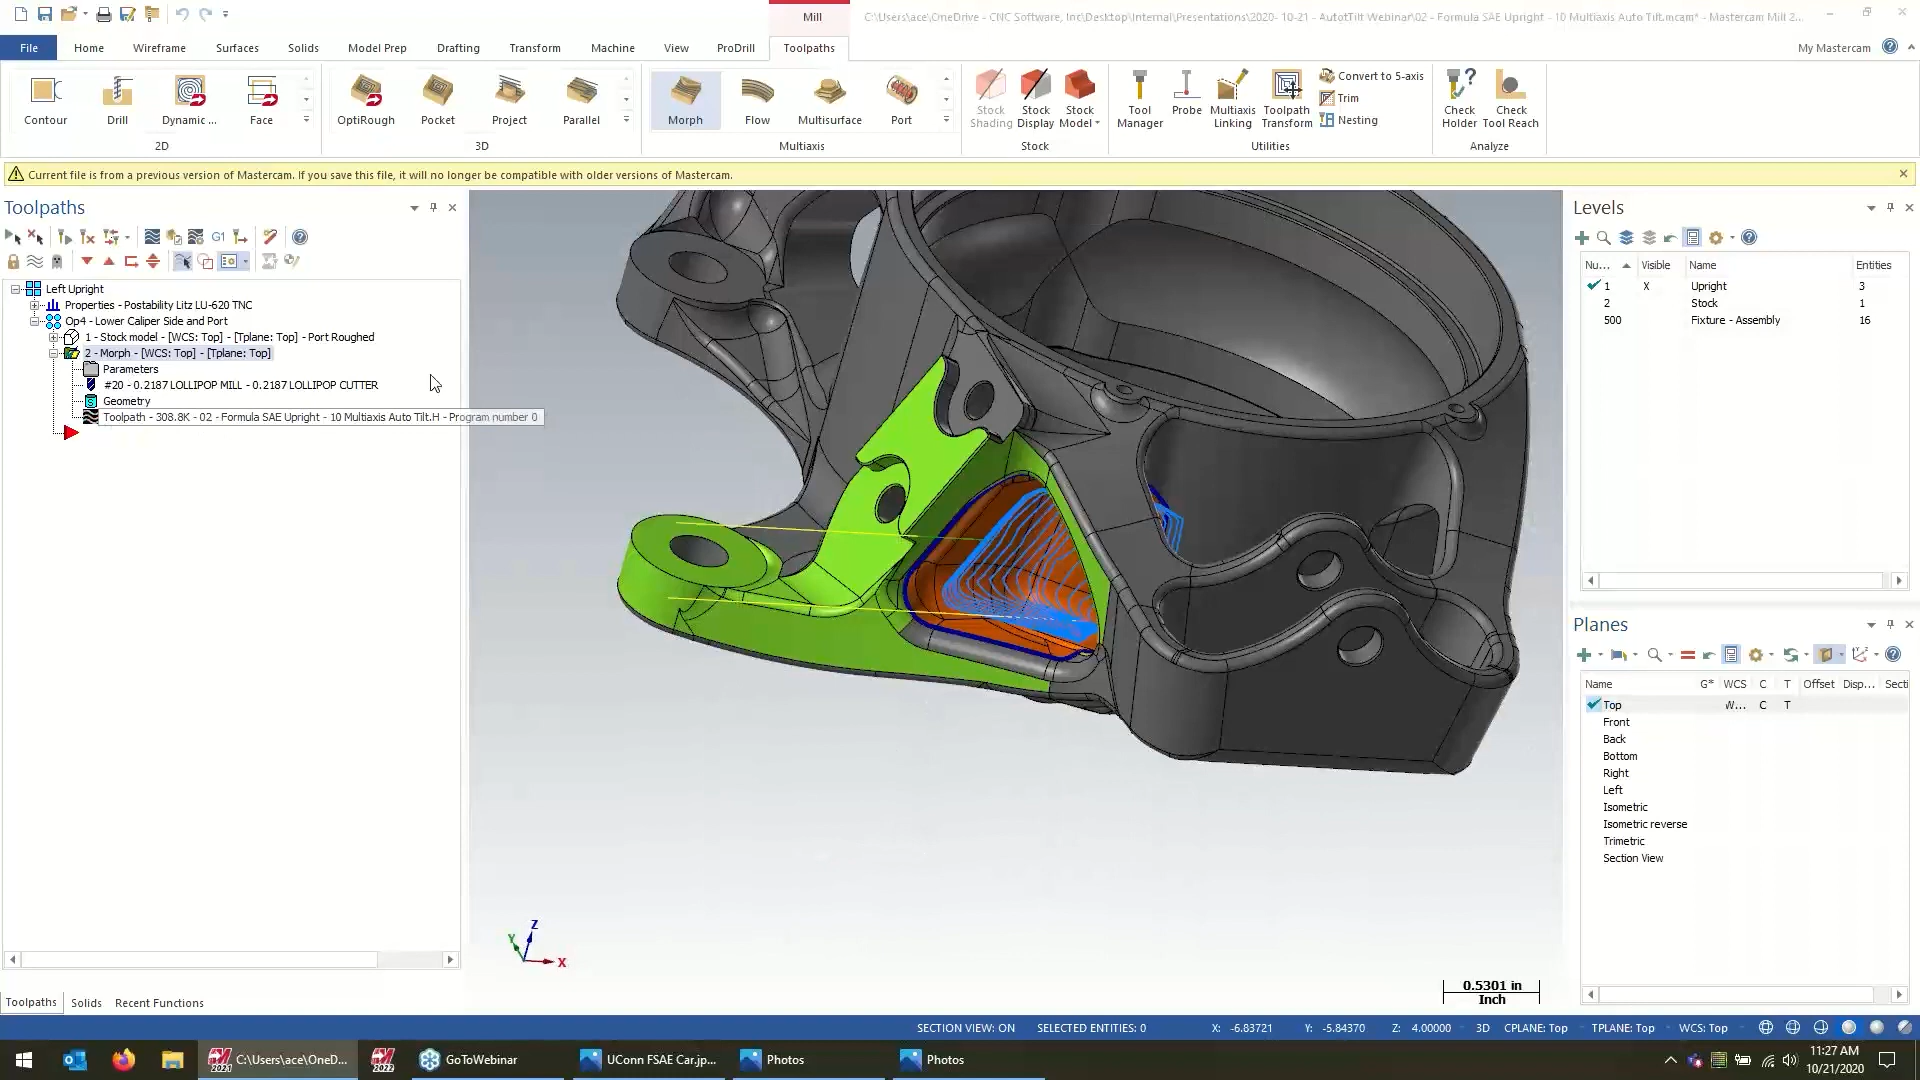 Mill
C:\Users\ace\OneDrive - CNC Software, Inc\Desktop\Internal\Presentations\2020- 10-21 - AutotTilt Webinar\02 - Formula SAE Upright - 10 Multiaxis Auto Tilt.mcam* - Mastercam Mill 2...
File
Home
Wireframe
Surfaces
Solids
Model Prep
Drafting
Transform
Machine
View
ProDrill
Toolpaths
My Mastercam
Contour
Drill
Dynamic ...
Face
2D
OptiRough
Pocket
Project
Parallel
3D
Morph
Flow
Multisurface
Port
Multiaxis
Stock Shading
Stock Display
Stock Model
Stock
Tool Manager
Probe
Multiaxis Linking
Toolpath Transform
Convert to 5-axis
Trim
Nesting
Utilities
Check Holder
Check Tool Reach
Analyze
Current file is from a previous version of Mastercam. If you save this file, it will no longer be compatible with older versions of Mastercam.
Toolpaths
G1
Left Upright
Properties - Postability Litz LU-620 TNC
Op4 - Lower Caliper Side and Port
1 - Stock model - [WCS: Top] - [Tplane: Top] - Port Roughed
2 - Morph - [WCS: Top] - [Tplane: Top]
Parameters
#20 - 0.2187 LOLLIPOP MILL - 0.2187 LOLLIPOP CUTTER
Geometry
Toolpath - 308.8K - 02 - Formula SAE Upright - 10 Multiaxis Auto Tilt.H - Program number 0
Toolpaths
Solids
Recent Functions
Z
Y
X
0.5301 in
Inch
Levels
Nu...
Visible
Name
Entities
1 X Upright 3
2 Stock 1
500 Fixture - Assembly 16
Planes
Name
G*
WCS
C
T
Offset
Disp...
Secti
Top W... C T
Front
Back
Bottom
Right
Left
Isometric
Isometric reverse
Trimetric
Section View
SECTION VIEW: ON
SELECTED ENTITIES: 0
X: -6.83721
Y: -5.84370
Z: 4.00000
3D
CPLANE: Top
TPLANE: Top
WCS: Top
2021
C:\Users\ace\OneD...
2022
GoToWebinar
UConn FSAE Car.jp...
Photos
Photos
11:27 AM
10/21/2020